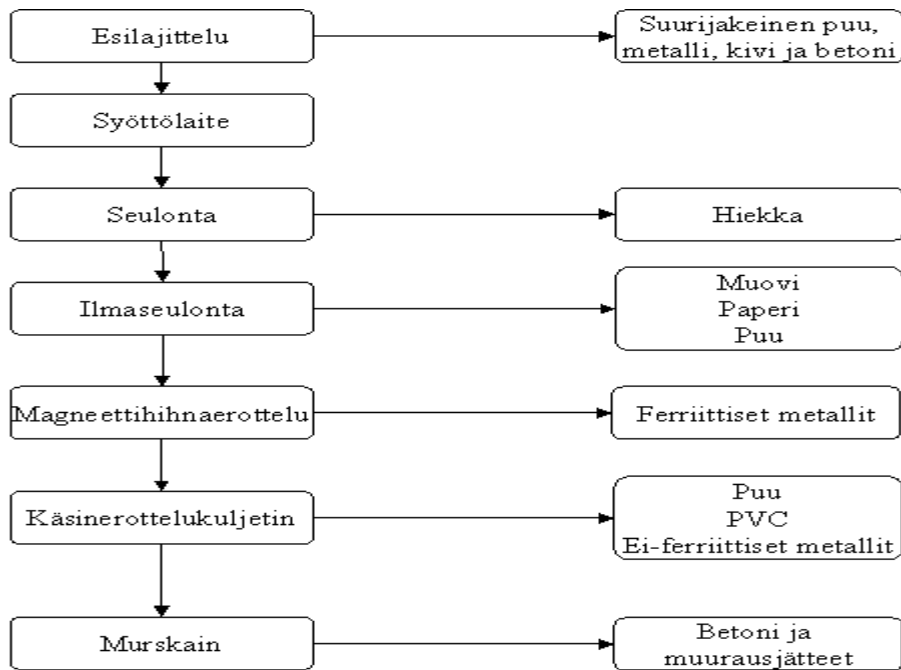 Esilajittelu
Suurijakeinen puu,
metalli, kivi ja betoni
Syöttölaite
Seulonta
Hiekka
Ilmaseulonta
Muovi
Paperi
Puu
Magneettihihnaerottelu
Ferriittiset metallit
Käsinerottelukuljetin
Puu
PVC
Ei-ferriittiset metallit
Murskain
Betoni ja
muurausjätteet